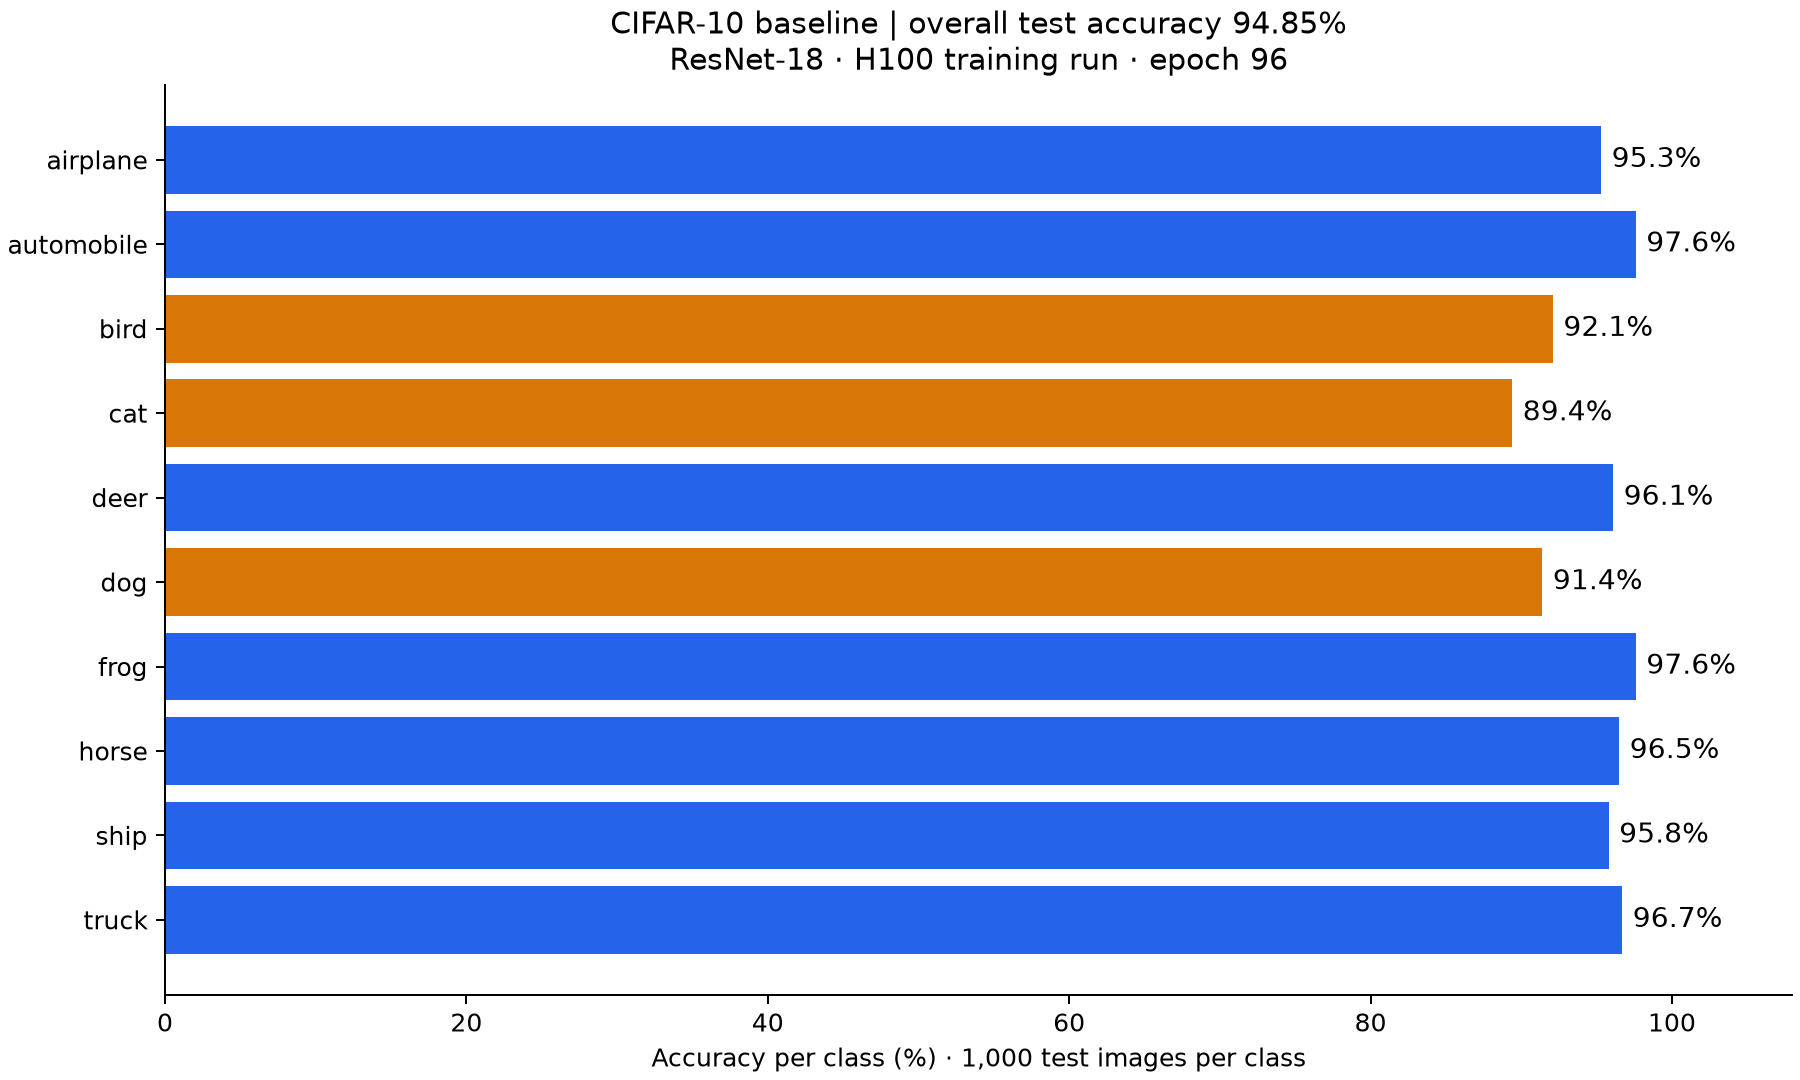 CIFAR-10 baseline | overall test accuracy 94.85%
ResNet-18 · H100 training run · epoch 96
airplane 95.3%
automobile 97.6%
bird 92.1%
cat 89.4%
deer 96.1%
dog 91.4%
frog 97.6%
horse 96.5%
ship 95.8%
truck 96.7%
0 20 40 60 80 100
Accuracy per class (%) · 1,000 test images per class